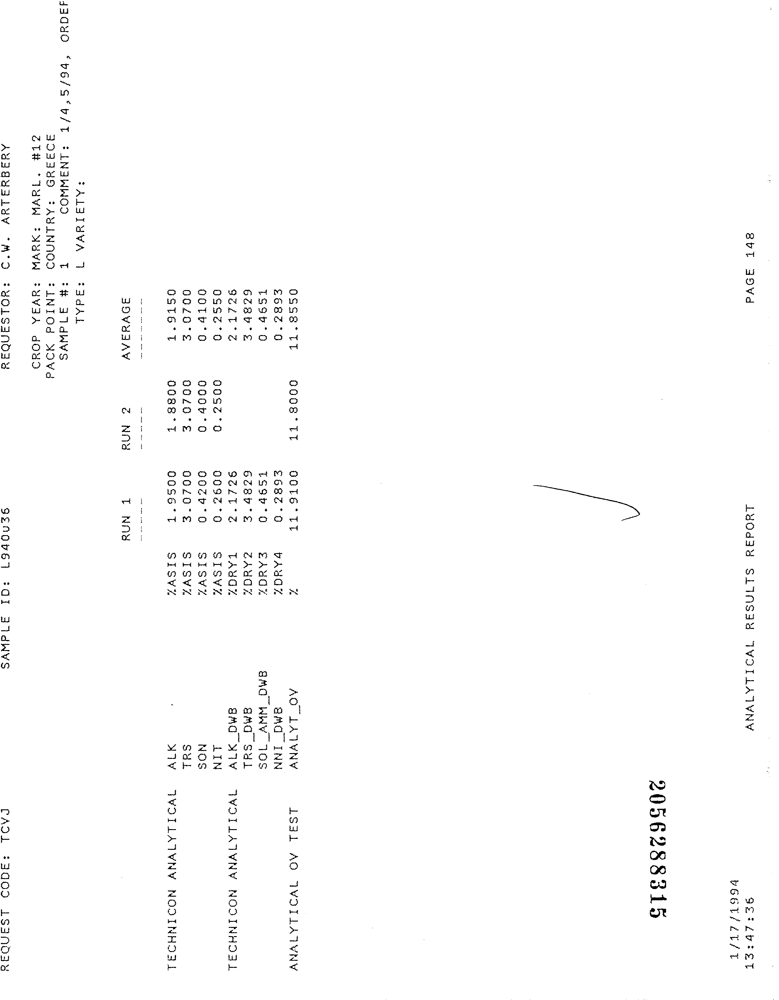 REQUEST CODE: TCVJ SAMPLE ID: L940036 REQUESTOR: C.W. ARTERBERY
CROP YEAR: MARK: MARL. #12
PACK POINT: COUNTRY: GREECE
SAMPLE #: 1 COMMENT: 1/4,5/94, ORDER
TYPE: L VARIETY:
RUN 1 RUN 2 AVERAGE
----- ----- -------
TECHNICON ANALYTICAL ALK %ASIS 1.9500 1.8800 1.9150
TRS %ASIS 3.0700 3.0700 3.0700
SON %ASIS 0.4200 0.4000 0.4100
NIT %ASIS 0.2600 0.2500 0.2550
TECHNICON ANALYTICAL ALK_DWB %DRY1 2.1726 2.1726
TRS_DWB %DRY2 3.4829 3.4829
SOL_AMM_DWB %DRY3 0.4651 0.4651
NNI_DWB %DRY4 0.2893 0.2893
ANALYTICAL OV TEST ANALYT_OV % 11.9100 11.8000 11.8550
2056288315
1/17/1994
13:47:36 ANALYTICAL RESULTS REPORT PAGE 148